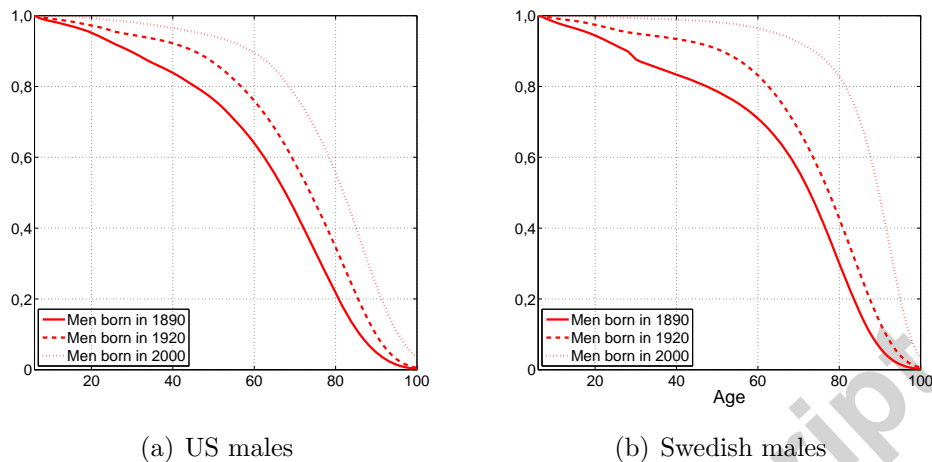 1,0
0,8
0,6
0,4
0,2
0
Men born in 1890
Men born in 1920
Men born in 2000
20 40 60 80 100
(a) US males
1,0
0,8
0,6
0,4
0,2
0
Men born in 1890
Men born in 1920
Men born in 2000
20 40 60 80 100
Age
(b) Swedish males
ript